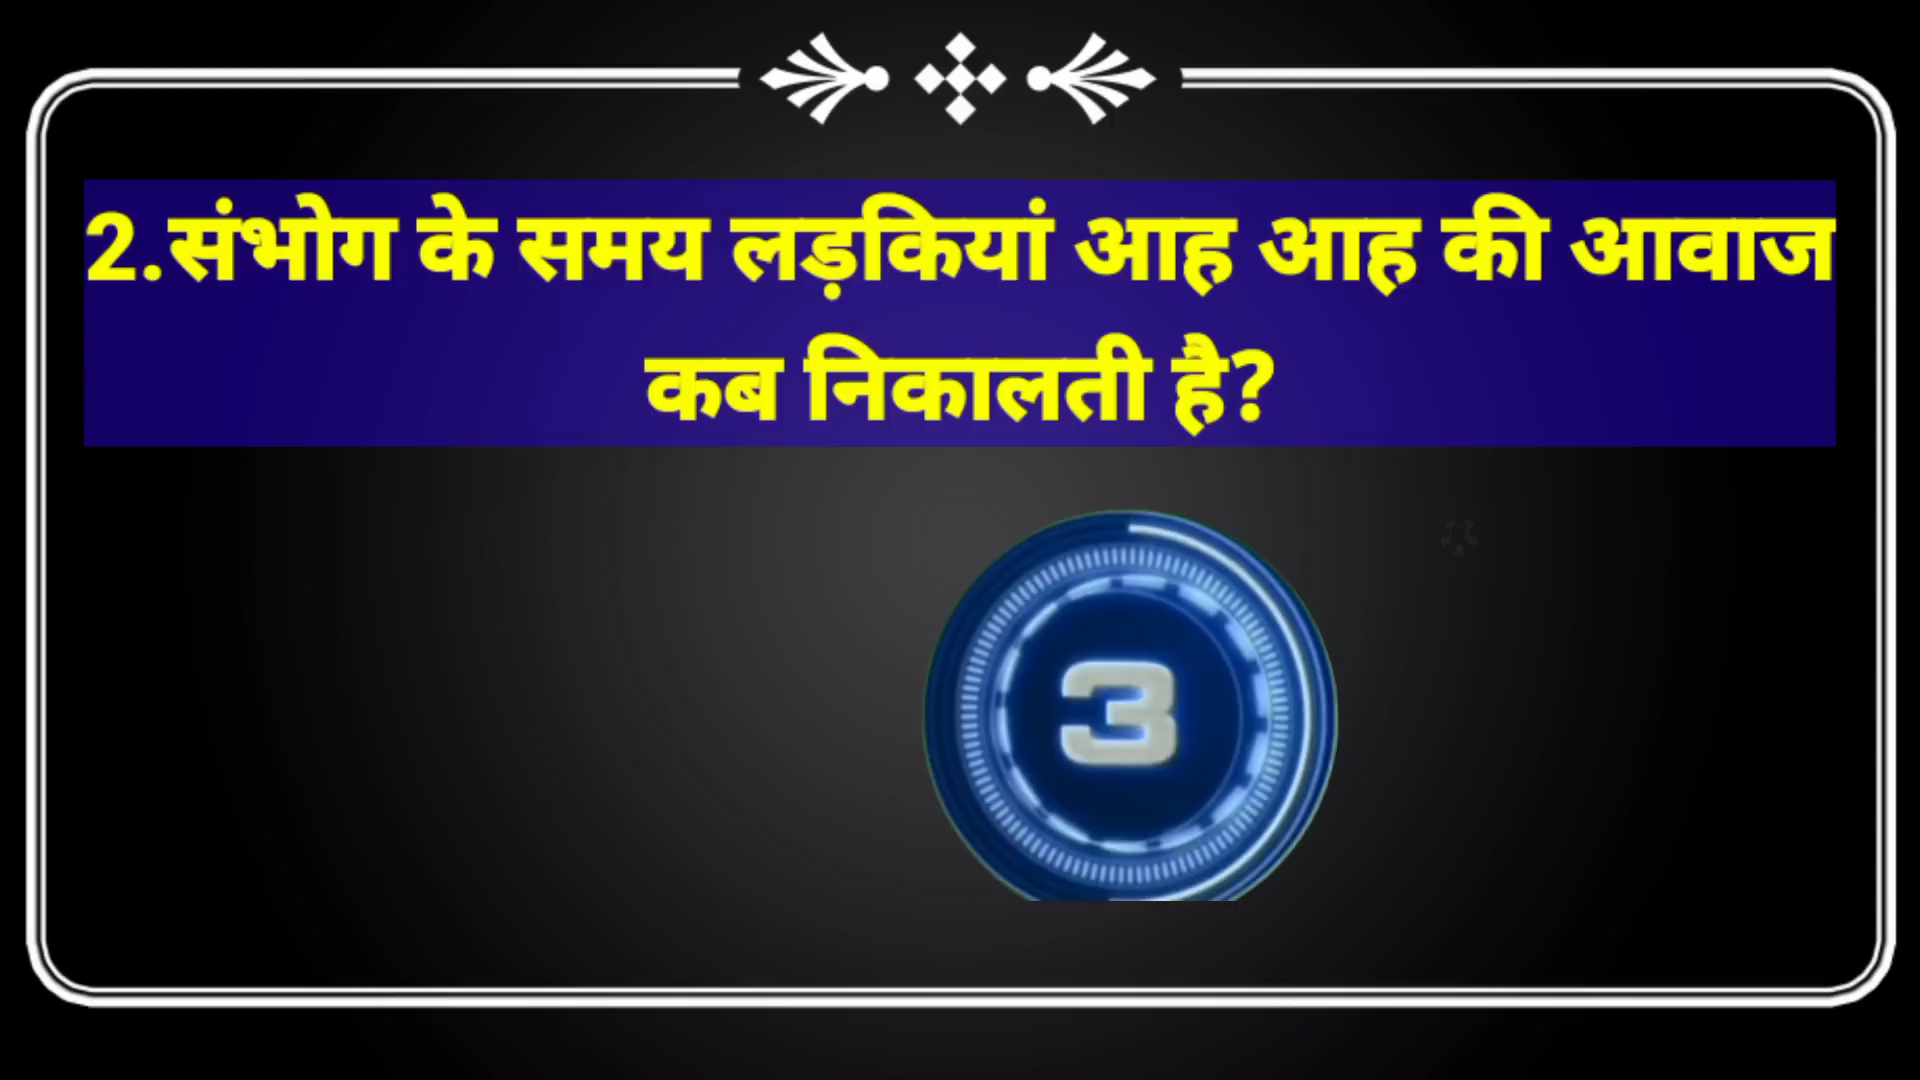 2.संभोग के समय लड़कियां आह आह की आवाज
कब निकालती है?
3